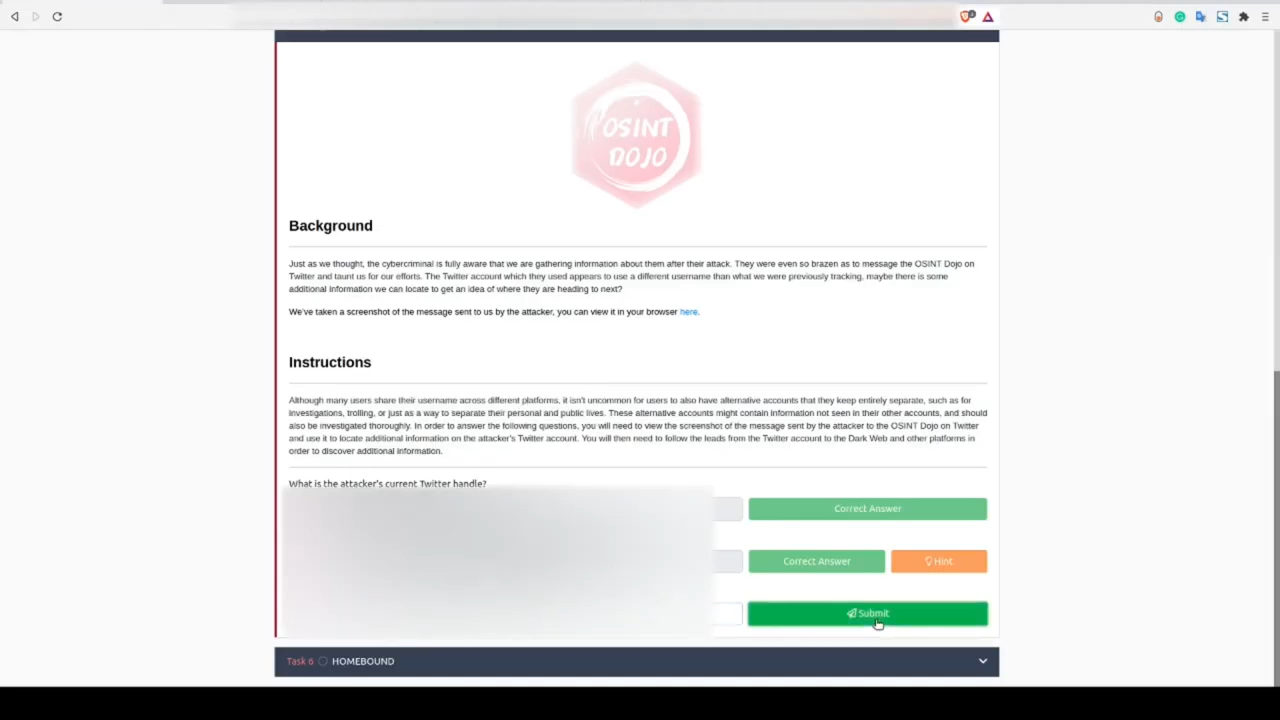 OSINT
DOJO
Background
Just as we thought, the cybercriminal is fully aware that we are gathering information about them after their attack. They were even so brazen as to message the OSINT Dojo on
Twitter and taunt us for our efforts. The Twitter account which they used appears to use a different username than what we were previously tracking, maybe there is some
additional information we can locate to get an idea of where they are heading to next?
We've taken a screenshot of the message sent to us by the attacker, you can view it in your browser here.
Instructions
Although many users share their username across different platforms, it isn't uncommon for users to also have alternative accounts that they keep entirely separate, such as for
investigations, trolling, or just as a way to separate their personal and public lives. These alternative accounts might contain information not seen in their other accounts, and should
also be investigated thoroughly. In order to answer the following questions, you will need to view the screenshot of the message sent by the attacker to the OSINT Dojo on Twitter
and use it to locate additional information on the attacker's Twitter account. You will then need to follow the leads from the Twitter account to the Dark Web and other platforms in
order to discover additional information.
What is the attacker's current Twitter handle?
Correct Answer
Correct Answer Hint
Submit
Task 6 HOMEBOUND